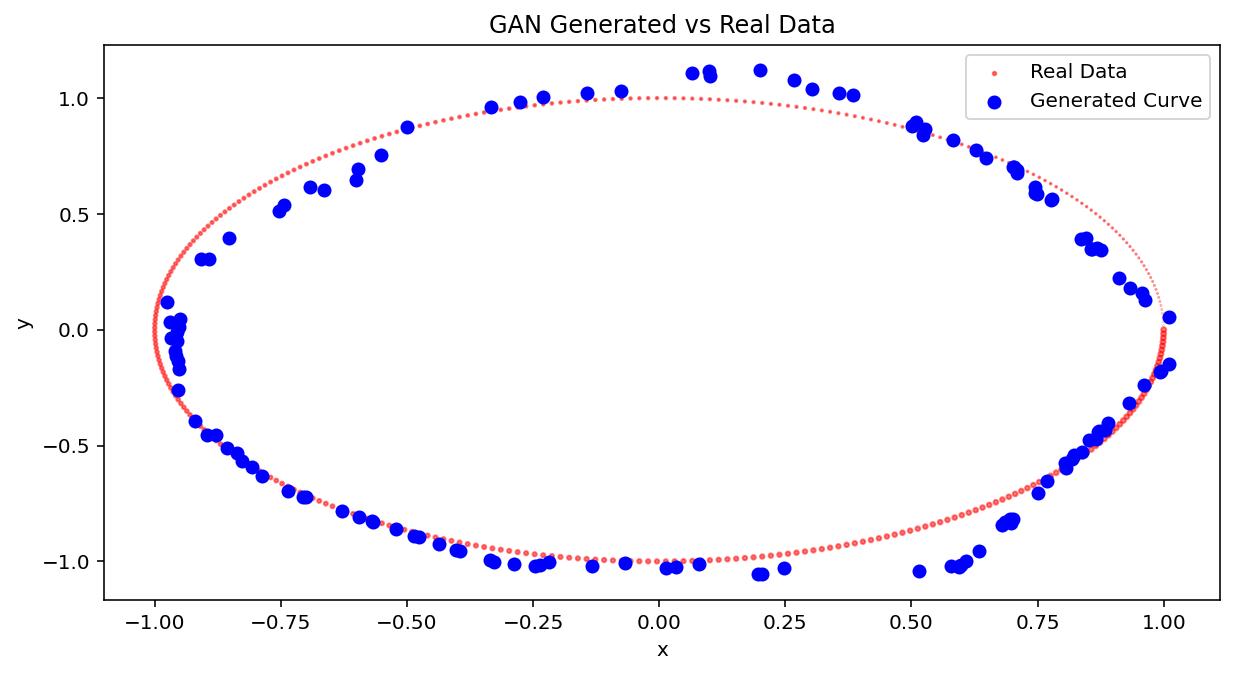 GAN Generated vs Real Data
Real Data
Generated Curve
y
1.0
0.5
0.0
−0.5
−1.0
−1.00 −0.75 −0.50 −0.25 0.00 0.25 0.50 0.75 1.00
x